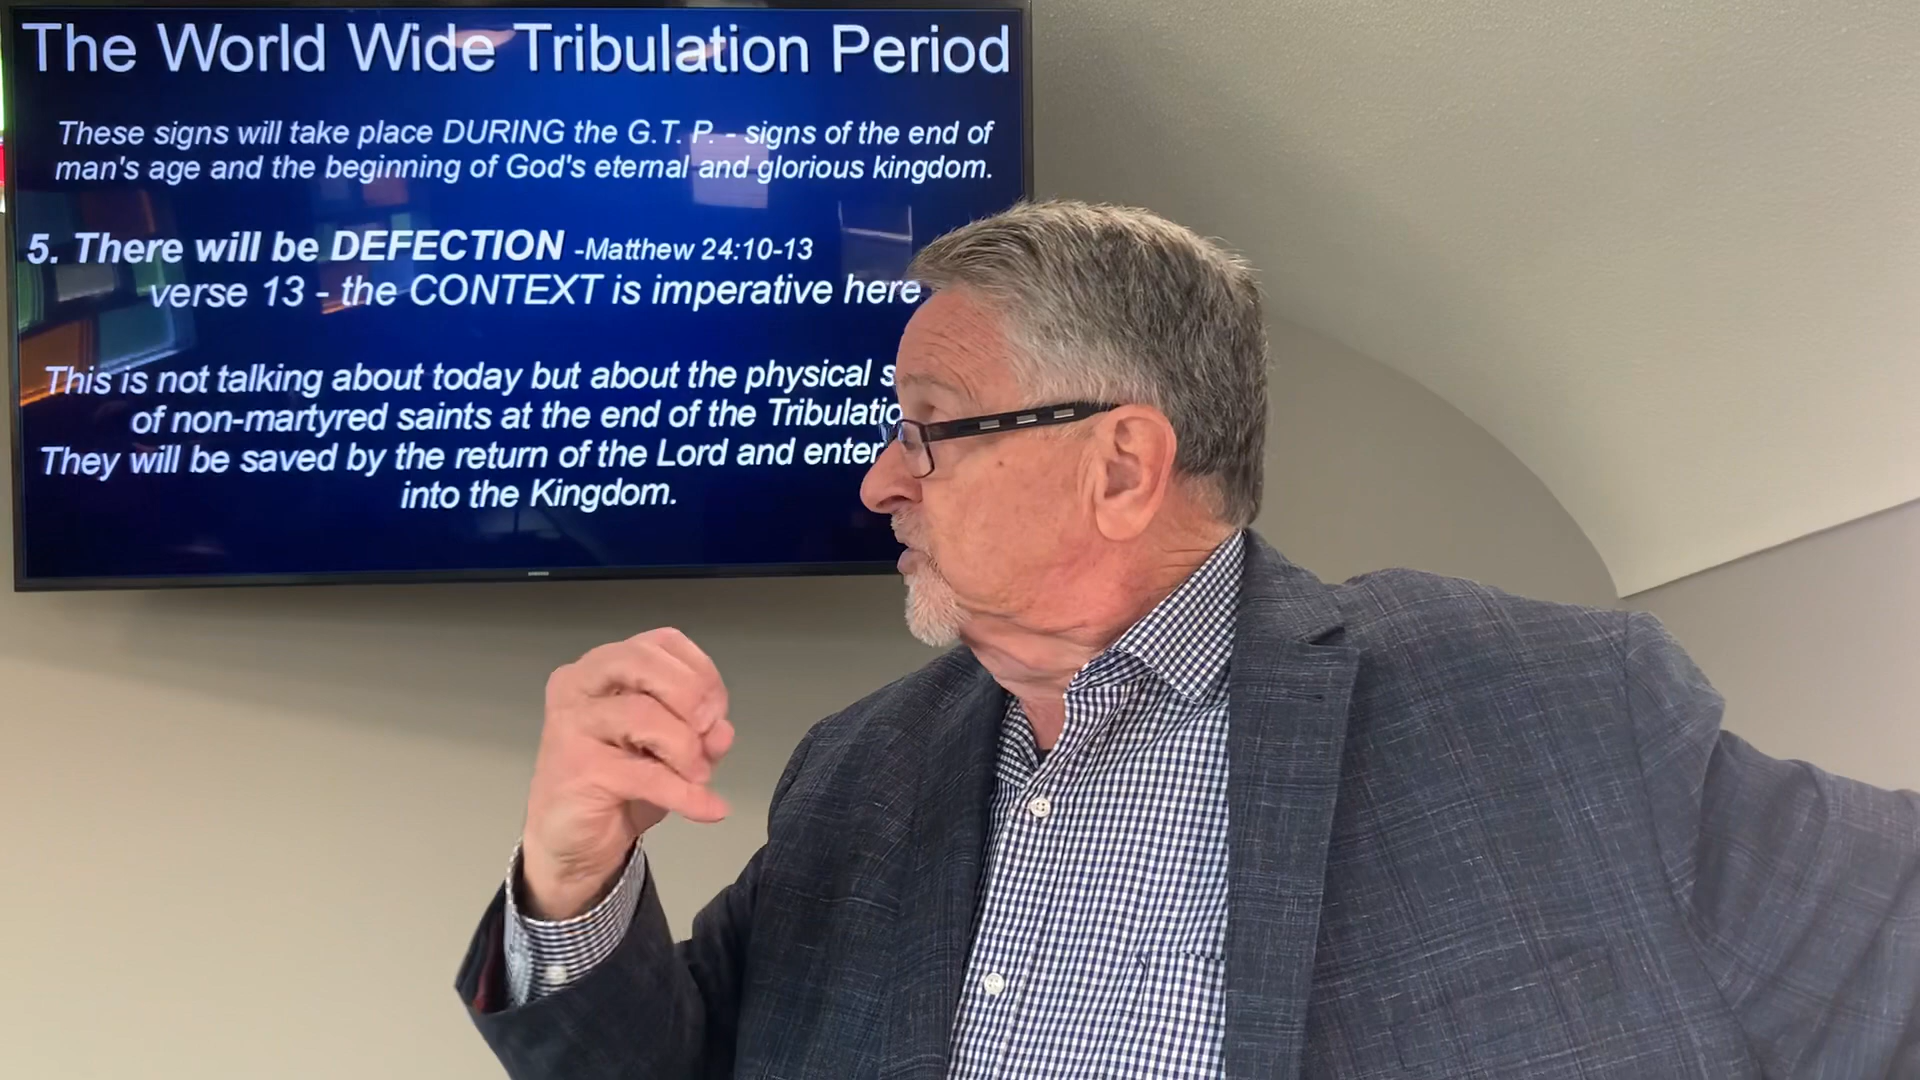 The World Wide Tribulation Period
These signs will take place DURING the G.T. P. - signs of the end of
man's age and the beginning of God's eternal and glorious kingdom.
5. There will be DEFECTION -Matthew 24:10-13
verse 13 - the CONTEXT is imperative here
This is not talking about today but about the physical
of non-martyred saints at the end of the
They will be saved by the return of the Lord and enter
into the Kingdom.